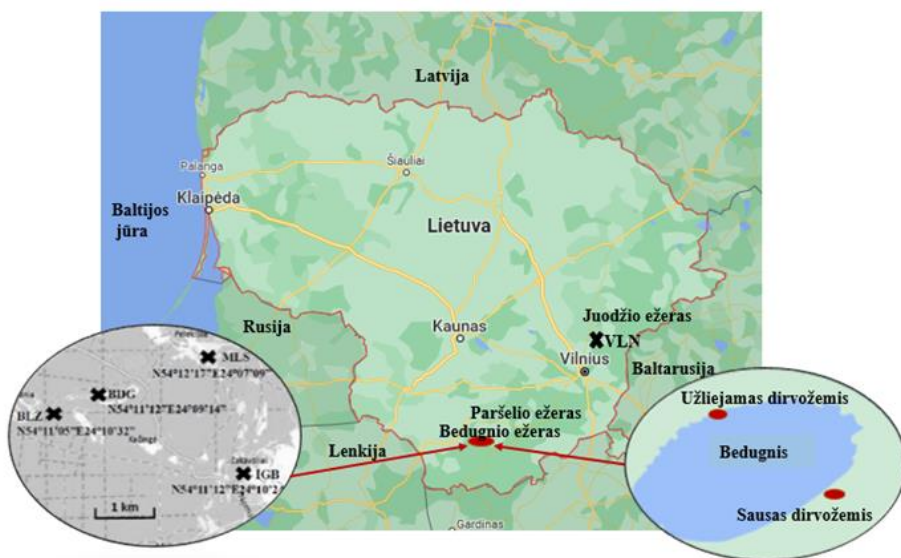 Latvija
Palanga
Šiauliai
Klaipėda
Baltijos
jūra
Lietuva
Rusija
Kaunas
Juodžio ežeras
VLN
Vilnius
Baltarusija
Paršelio ežeras
Bedugnio ežeras
Lenkija
Gardinas
MLS
N54°12'17"E24°07'09"
BDG
N54°11'12"E24°09'14"
BLZ
N54°11'05"E24°10'32"
IGB
N54°11'12"E24°10'2
1 km
Užliejamas dirvožemis
Bedugnis
Sausas dirvožemis